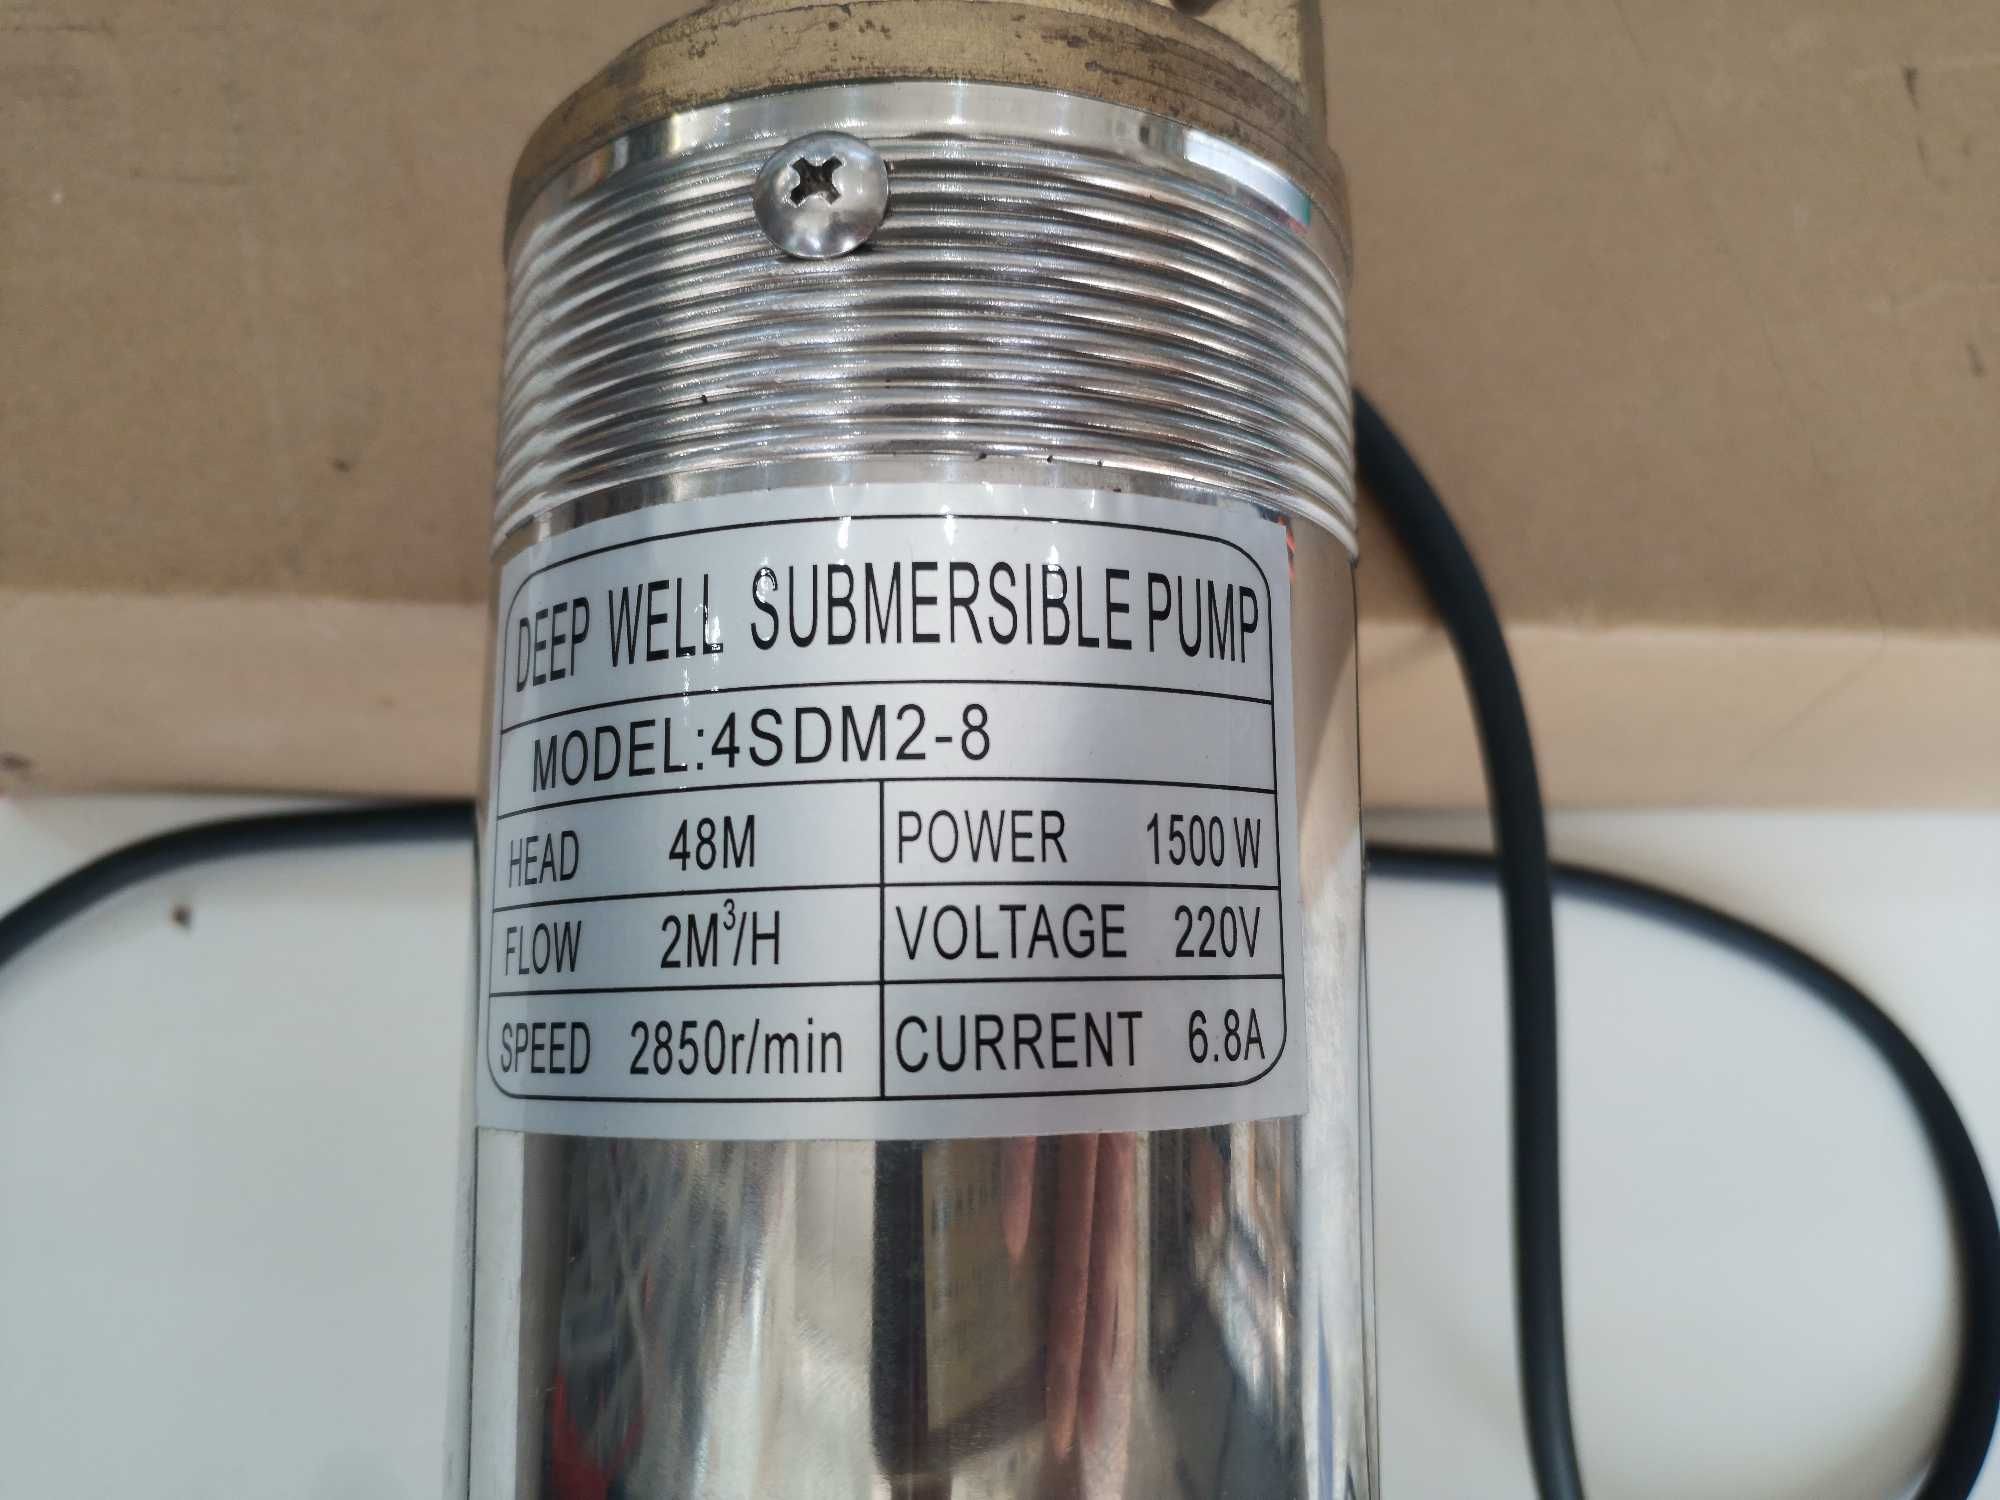 DEEP WELL SUBMERSIBLE PUMP
MODEL:4SDM2-8
HEAD 48M POWER 1500 W
FLOW 2M³/H VOLTAGE 220V
SPEED 2850r/min CURRENT 6.8A